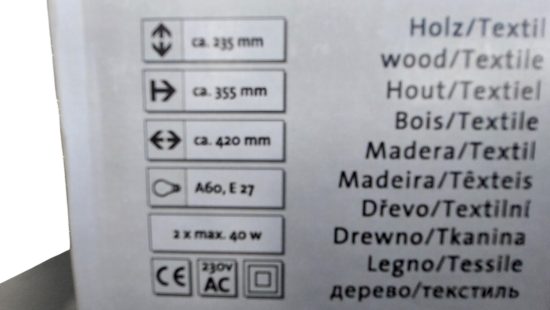 ca. 235 mm
ca. 355 mm
ca. 420 mm
A60, E 27
2 x max. 40 w
CE 230V AC
Holz/Textil
wood/Textile
Hout/Textiel
Bois/Textile
Madera/Textil
Madeira/Têxteis
Dřevo/Textilní
Drewno/Tkanina
Legno/Tessile
дерево/текстиль